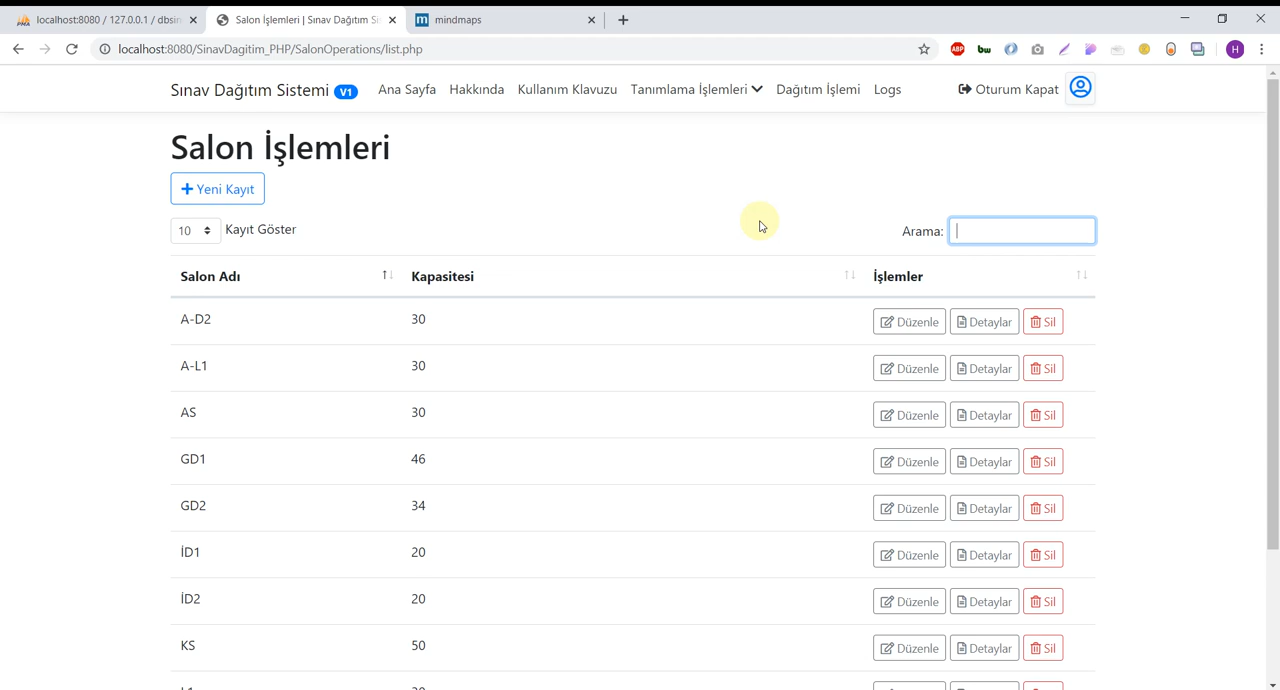 localhost:8080 / 127.0.0.1 / dbsin
Salon İşlemleri | Sınav Dağıtım Si
mindmaps
localhost:8080/SinavDagitim_PHP/SalonOperations/list.php
ABP
bw
H
Sınav Dağıtım Sistemi V1 Ana Sayfa Hakkında Kullanım Klavuzu Tanımlama İşlemleri Dağıtım İşlemi Logs Oturum Kapat
Salon İşlemleri
Yeni Kayıt
10 Kayıt Göster Arama:
Salon Adı Kapasitesi İşlemler
A-D2 30 Düzenle Detaylar Sil
A-L1 30 Düzenle Detaylar Sil
AS 30 Düzenle Detaylar Sil
GD1 46 Düzenle Detaylar Sil
GD2 34 Düzenle Detaylar Sil
İD1 20 Düzenle Detaylar Sil
İD2 20 Düzenle Detaylar Sil
KS 50 Düzenle Detaylar Sil